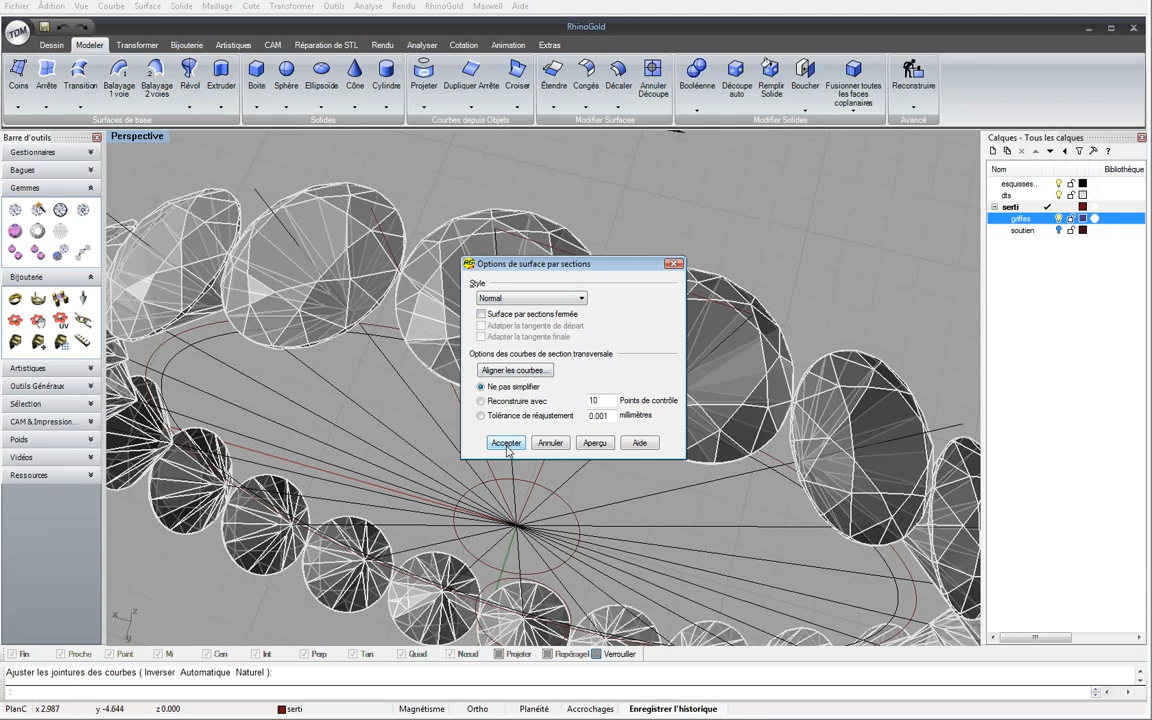 Fichier Ãdition Vue Courbe Surface Solide Maillage Cote Transformer Outils Analyse Rendu RhinoGold Maxwell Aide
TDM
RhinoGold
Dessin Modeler Transformer Bijouterie Artistiques CAM Réparation de STL Rendu Analyser Cotation Animation Extras
Coins Arrête Transition Balayage 1 voie Balayage 2 voies Révol Extruder Boite Sphère Ellipsoïde Cône Cylindre Projeter Dupliquer Arrête Croiser Étendre Congés Décaler Annuler Découpe Booléenne Découpe auto Remplir Solide Boucher Fusionner toutes les faces coplanaires Reconstruire
Surfaces de base Solides Courbes depuis Objets Modifier Surfaces Modifier Solids Avancé
Barre d'outils
Gestionnaires
Bagues
Gemmes
Bijouterie
UV
Artistiques
Outils Généraux
Sélection
CAM & Impression...
Poids
Vidéos
Ressources
Perspective
Options de surface par sections
Style
Normal
Surface par sections fermée
Adapter la tangente de départ
Adapter la tangente finale
Options des courbes de section transversale
Aligner les courbes...
Ne pas simplifier
Reconstruire avec 10 Points de contrôle
Tolérance de réajustement 0.001 millimètres
Accepter Annuler Aperçu Aide
Calques - Tous les calques
Nom Bibliothèque
esquisses...
dts
serti
griffes
soutien
x z y
Fin Proche Point Mi Cen Int Perp Tan Quad Nœud Projeter Repéragel Verrouiller
Ajuster les jointures des courbes ( Inverser Automatique Naturel ):
:
PlanC x 2.987 y -4.644 z 0.000 serti Magnétisme Ortho Planéité Accrochages Enregistrer l'historique